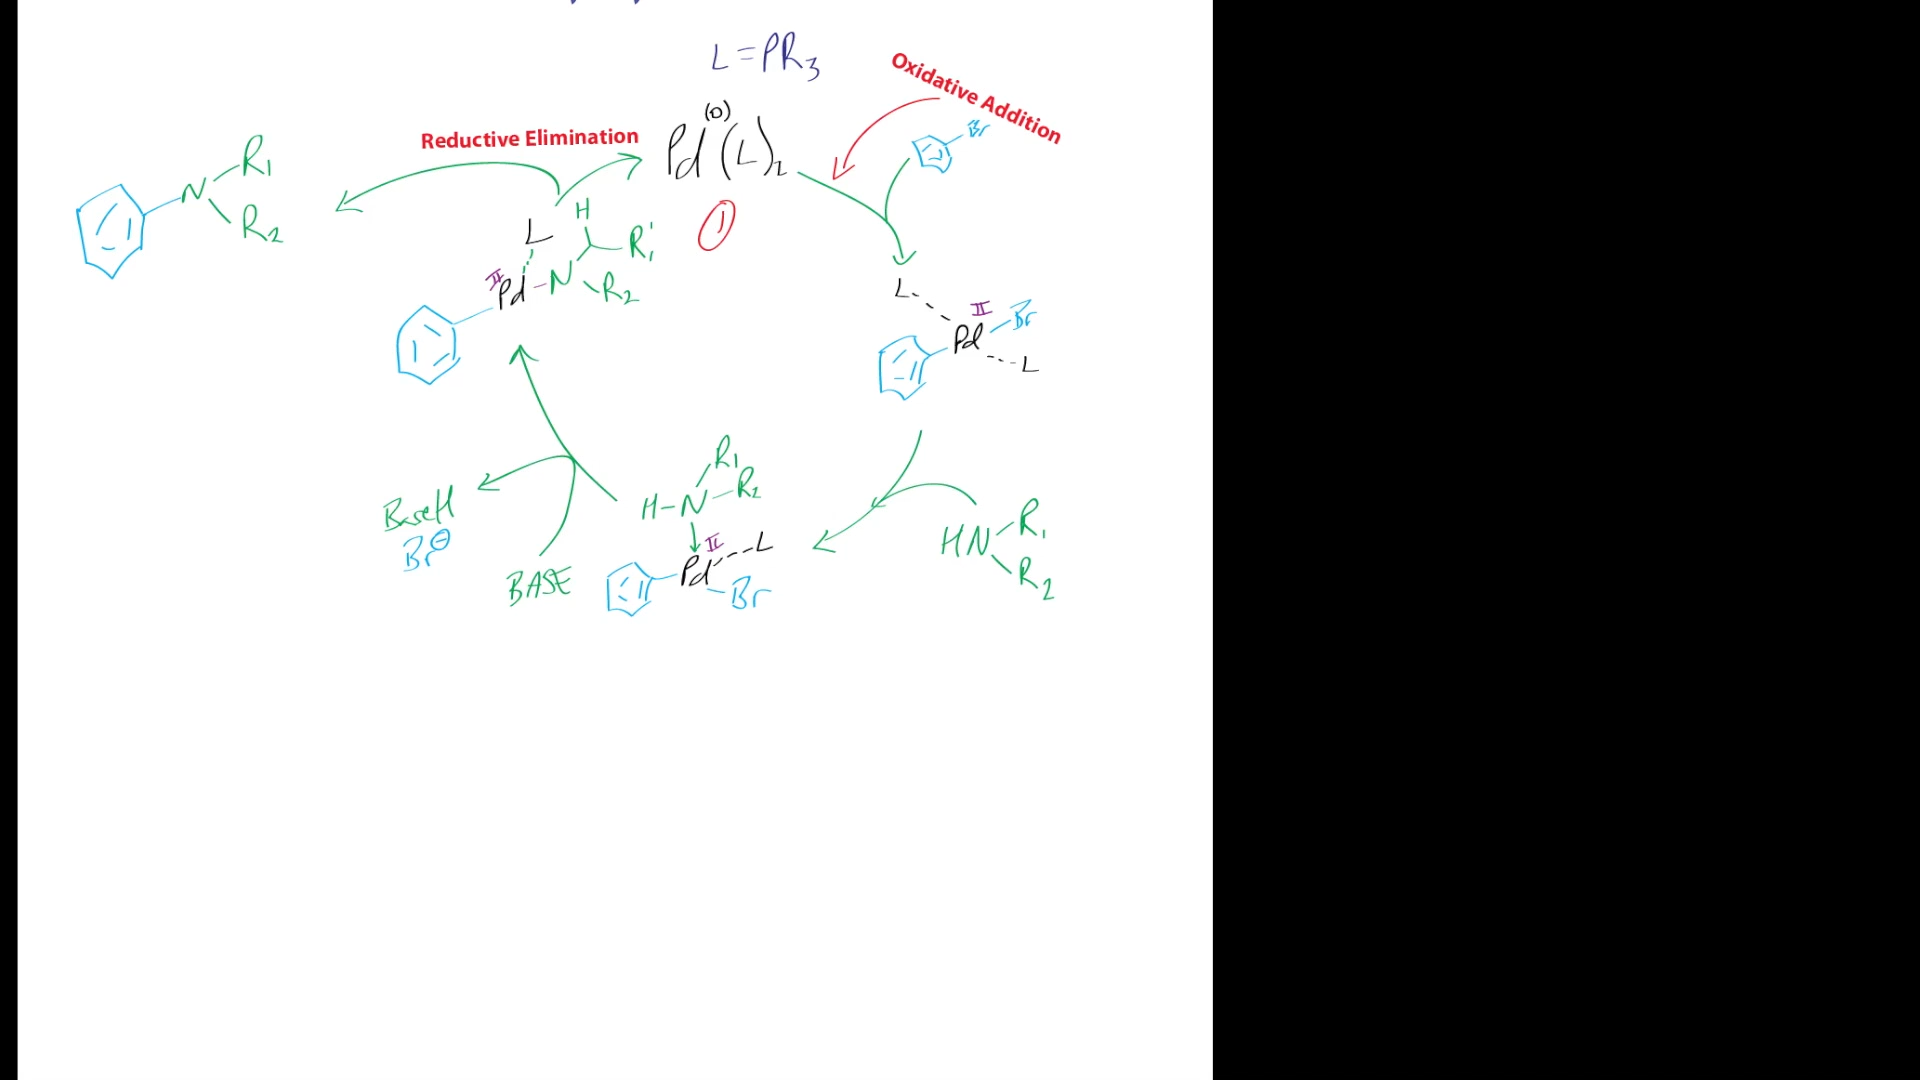 L = PR3
Oxidative Addition
Reductive Elimination
(0)
Pd (L)2
Br
1
N R1
R2
L
H
R1'
II
Pd - N
R2
L
II
Pd
Br
L
HN R1
R2
R1
H-N-R2
II
Pd
L
Br
BaseH
Br⊖
BASE